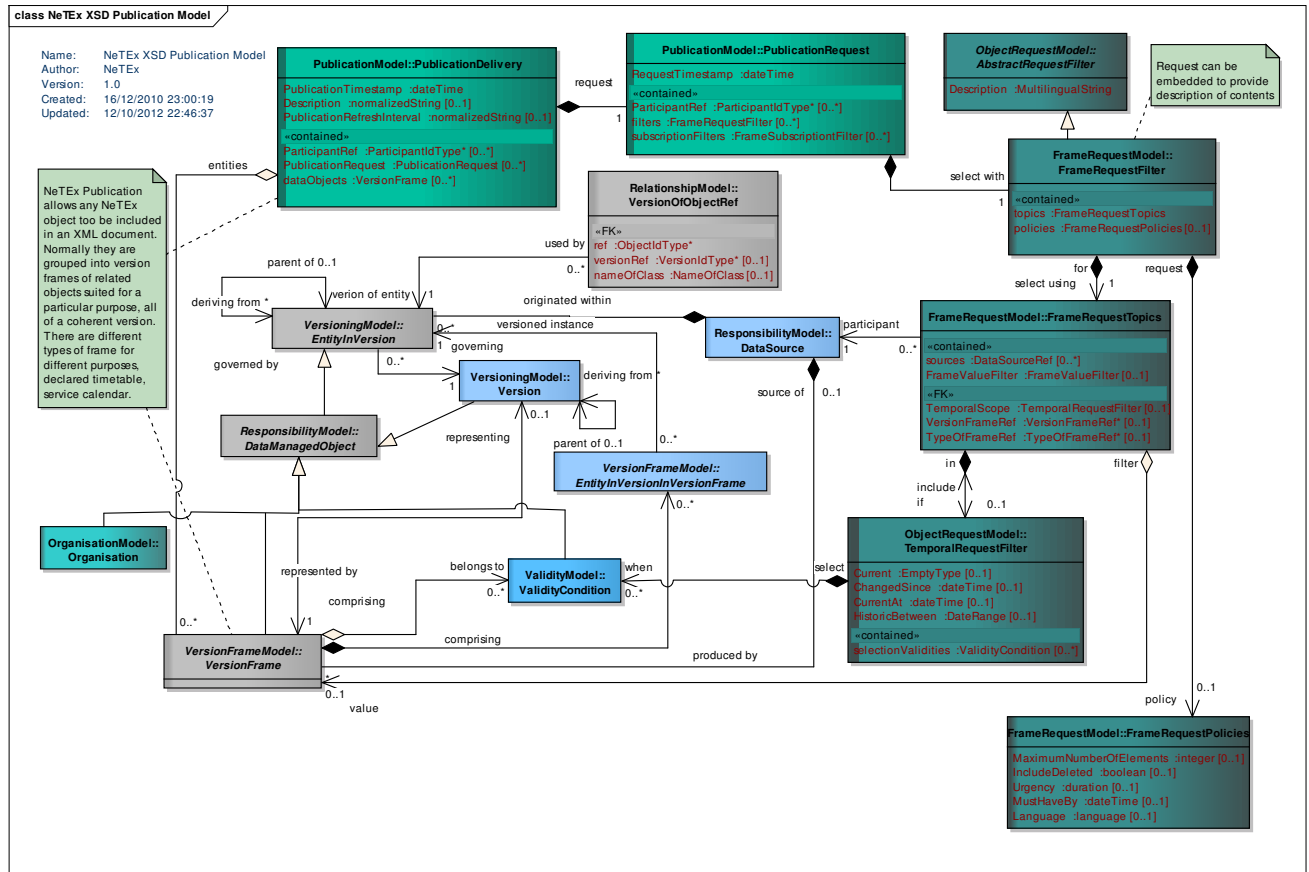 class NeTEx XSD Publication Model
Name: NeTEx XSD Publication Model
Author: NeTEx
Version: 1.0
Created: 16/12/2010 23:00:19
Updated: 12/10/2012 22:46:37
PublicationModel::PublicationDelivery
PublicationTimestamp :dateTime
Description :normalizedString [0..1]
PublicationRefreshInterval :normalizedString [0..1]
«contained»
ParticipantRef :ParticipantIdType* [0..*]
PublicationRequest :PublicationRequest [0..*]
dataObjects :VersionFrame [0..*]
request
1
PublicationModel::PublicationRequest
RequestTimestamp :dateTime
«contained»
ParticipantRef :ParticipantIdType* [0..*]
filters :FrameRequestFilter [0..*]
subscriptionFilters :FrameSubscriptiontFilter [0..*]
ObjectRequestModel::
AbstractRequestFilter
Description :MultilingualString
Request can be
embedded to provide
description of contents
select with
1
FrameRequestModel::
FrameRequestFilter
«contained»
topics :FrameRequestTopics
policies :FrameRequestPolicies [0..1]
entities
NeTEx Publication
allows any NeTEx
object too be included
in an XML document.
Normally they are
grouped into version
frames of related
objects suited for a
particular purpose, all
of a coherent version.
There are different
types of frame for
different purposes,
declared timetable,
service calendar.
RelationshipModel::
VersionOfObjectRef
«FK»
ref :ObjectIdType*
versionRef :VersionIdType* [0..1]
nameOfClass :NameOfClass [0..1]
used by
0..*
parent of 0..1
deriving from *
verion of entity
1
for
select using
1
request
VersioningModel::
EntityInVersion
originated within
versioned instance
0..*
1
governing
0..*
governed by
ResponsibilityModel::
DataSource
participant
1
0..*
FrameRequestModel::FrameRequestTopics
«contained»
sources :DataSourceRef [0..*]
FrameValueFilter :FrameValueFilter [0..1]
«FK»
TemporalScope :TemporalRequestFilter [0..1
VersionFrameRef :VersionFrameRef* [0..1]
TypeOfFrameRef :TypeOfFrameRef* [0..1]
VersioningModel::
Version
1
deriving from *
parent of 0..1
0..1
source of
0..1
ResponsibilityModel::
DataManagedObject
representing
0..*
VersionFrameModel::
EntityInVersionInVersionFrame
0..*
in
include
if
0..1
filter
OrganisationModel::
Organisation
ObjectRequestModel::
TemporalRequestFilter
Current :EmptyType [0..1]
ChangedSince :dateTime [0..1]
CurrentAt :dateTime [0..1]
HistoricBetween :DateRange [0..1]
«contained»
selectionValidities :ValidityCondition [0..*]
represented by
belongs to
0..*
ValidityModel::
ValidityCondition
when
0..*
select
comprising
0..*
1
comprising
VersionFrameModel::
VersionFrame
produced by
*
0..1
value
policy
0..1
FrameRequestModel::FrameRequestPolicies
MaximumNumberOfElements :integer [0..1]
IncludeDeleted :boolean [0..1]
Urgency :duration [0..1]
MustHaveBy :dateTime [0..1]
Language :language [0..1]